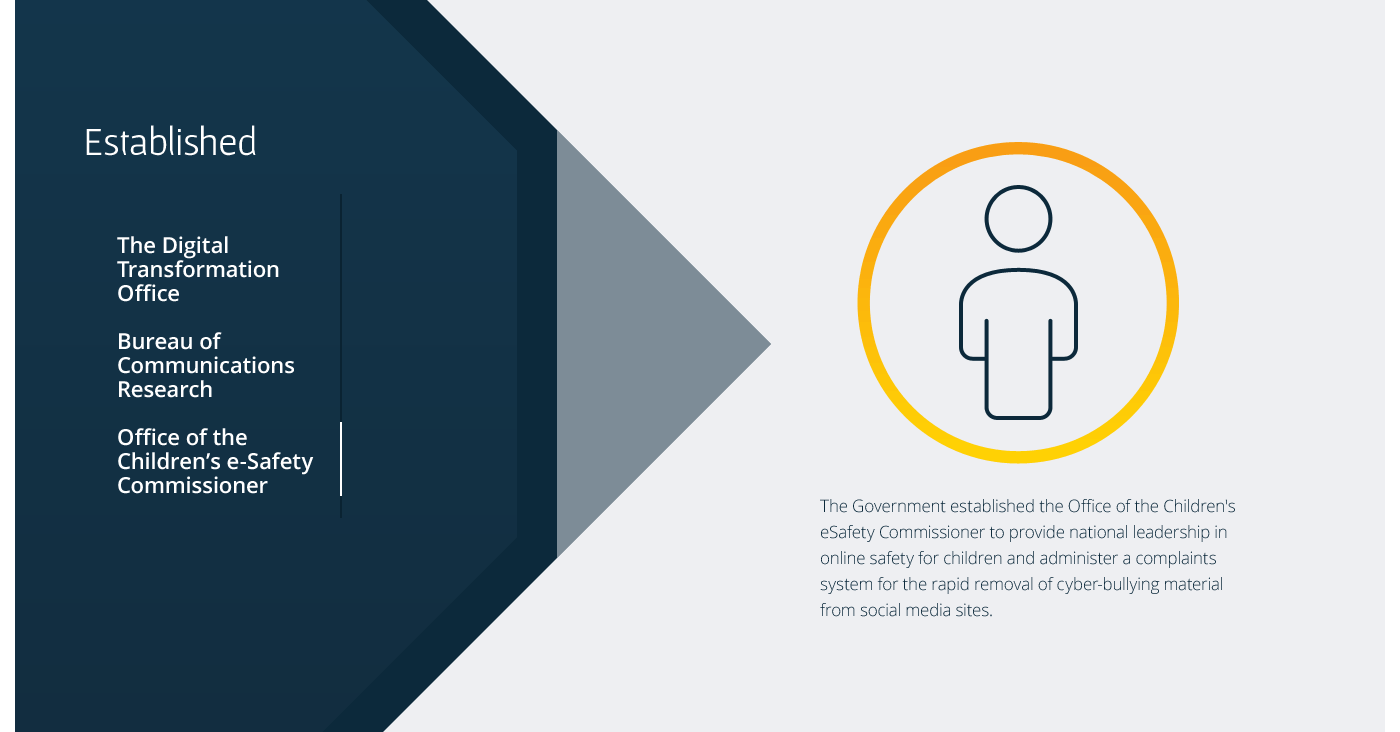 Established
The Digital
Transformation
Office
Bureau of
Communications
Research
Office of the
Children’s e-Safety
Commissioner
The Government established the Office of the Children's
eSafety Commissioner to provide national leadership in
online safety for children and administer a complaints
system for the rapid removal of cyber-bullying material
from social media sites.